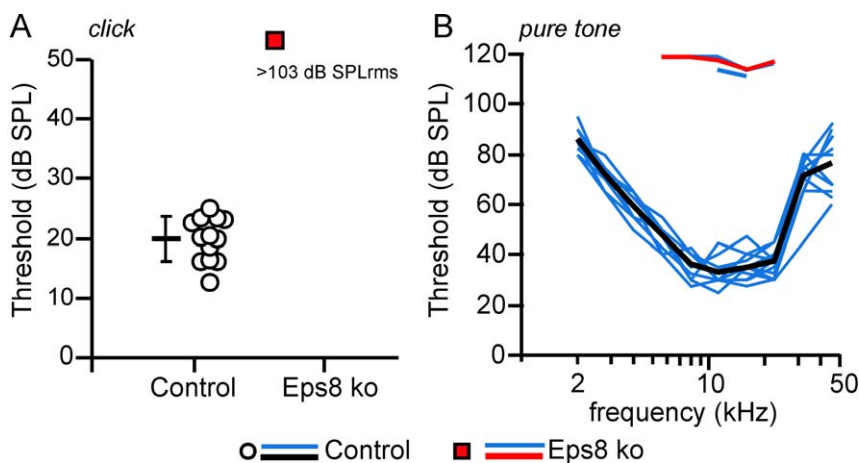 A click
>103 dB SPLrms
Threshold (dB SPL)
50
40
30
20
10
0
Control Eps8 ko
B pure tone
Threshold (dB SPL)
120
100
80
60
40
20
0
2 10 50
frequency (kHz)
Control Eps8 ko